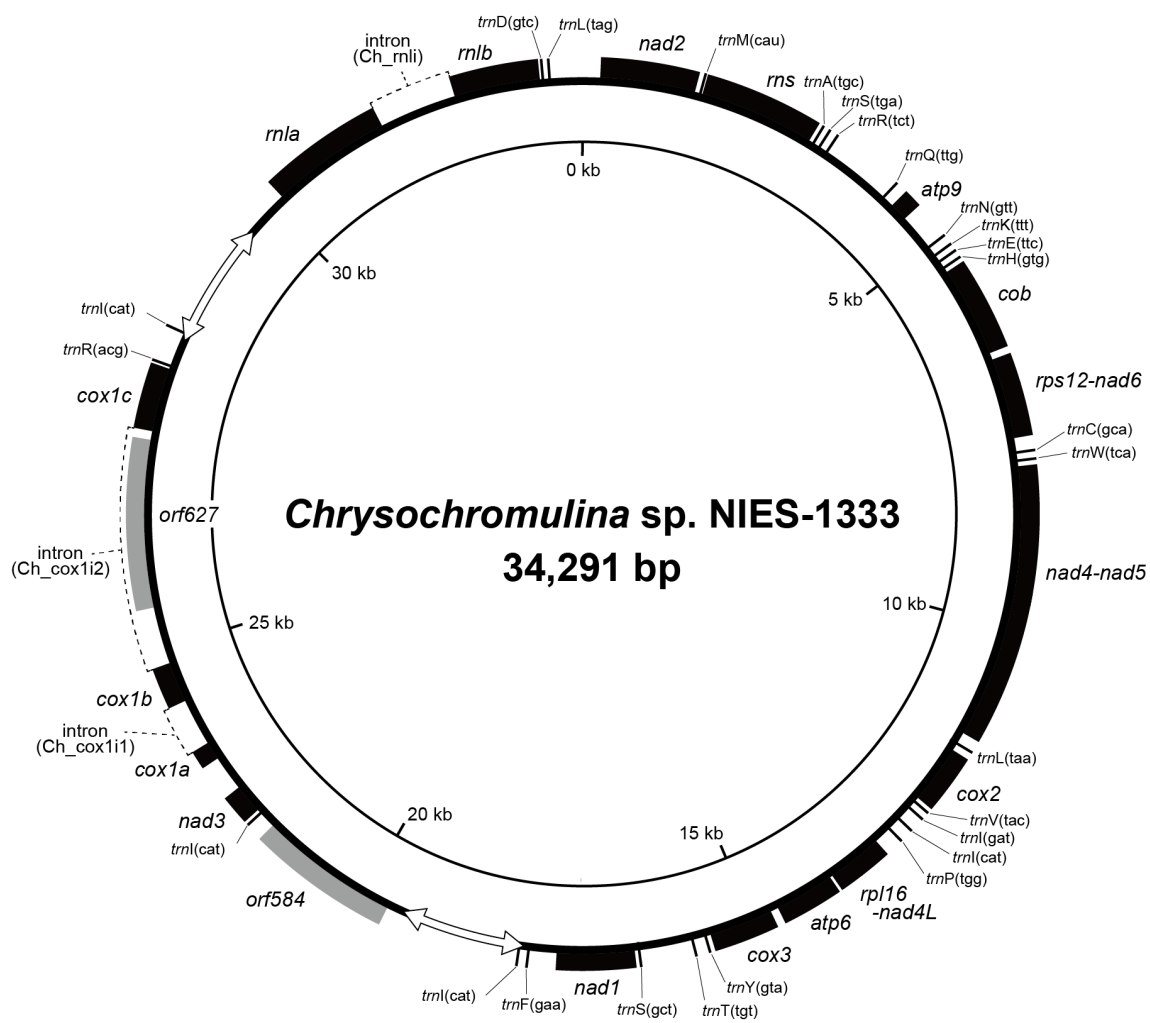 trnD(gtc)
trnL(tag)
nad2
trnM(cau)
rns
trnA(tgc)
trnS(tga)
trnR(tct)
trnQ(ttg)
atp9
trnN(gtt)
trnK(ttt)
trnE(ttc)
trnH(gtg)
cob
rps12-nad6
trnC(gca)
trnW(tca)
nad4-nad5
trnL(taa)
cox2
trnV(tac)
trnI(gat)
trnI(cat)
trnP(tgg)
rpl16
-nad4L
atp6
cox3
trnY(gta)
trnT(tgt)
trnS(gct)
nad1
trnF(gaa)
trnI(cat)
orf584
trnI(cat)
nad3
cox1a
intron
(Ch_cox1i1)
cox1b
intron
(Ch_cox1i2)
orf627
cox1c
trnR(acg)
trnI(cat)
rnla
intron
(Ch_rnli)
rnlb
0 kb
5 kb
10 kb
15 kb
20 kb
25 kb
30 kb
Chrysochromulina sp. NIES-1333
34,291 bp